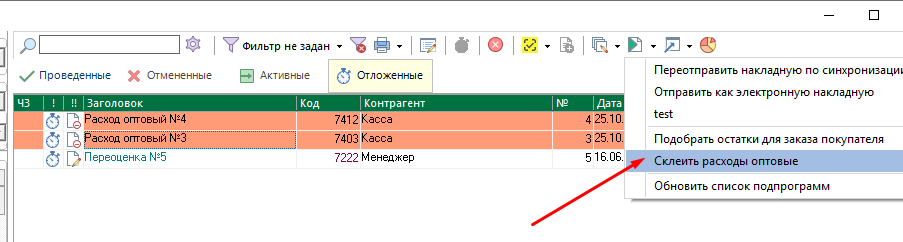 Фильтр не задан
Проведенные Отмененные Активные Отложенные
ЧЗ ! !! Заголовок Код Контрагент № Дата
Расход оптовый №4 7412 Касса 4 25.10.
Расход оптовый №3 7403 Касса 3 25.10.
Переоценка №5 7222 Менеджер 5 16.06.
Переотправить накладную по синхронизации
Отправить как электронную накладную
test
Подобрать остатки для заказа покупателя
Склеить расходы оптовые
Обновить список подпрограмм